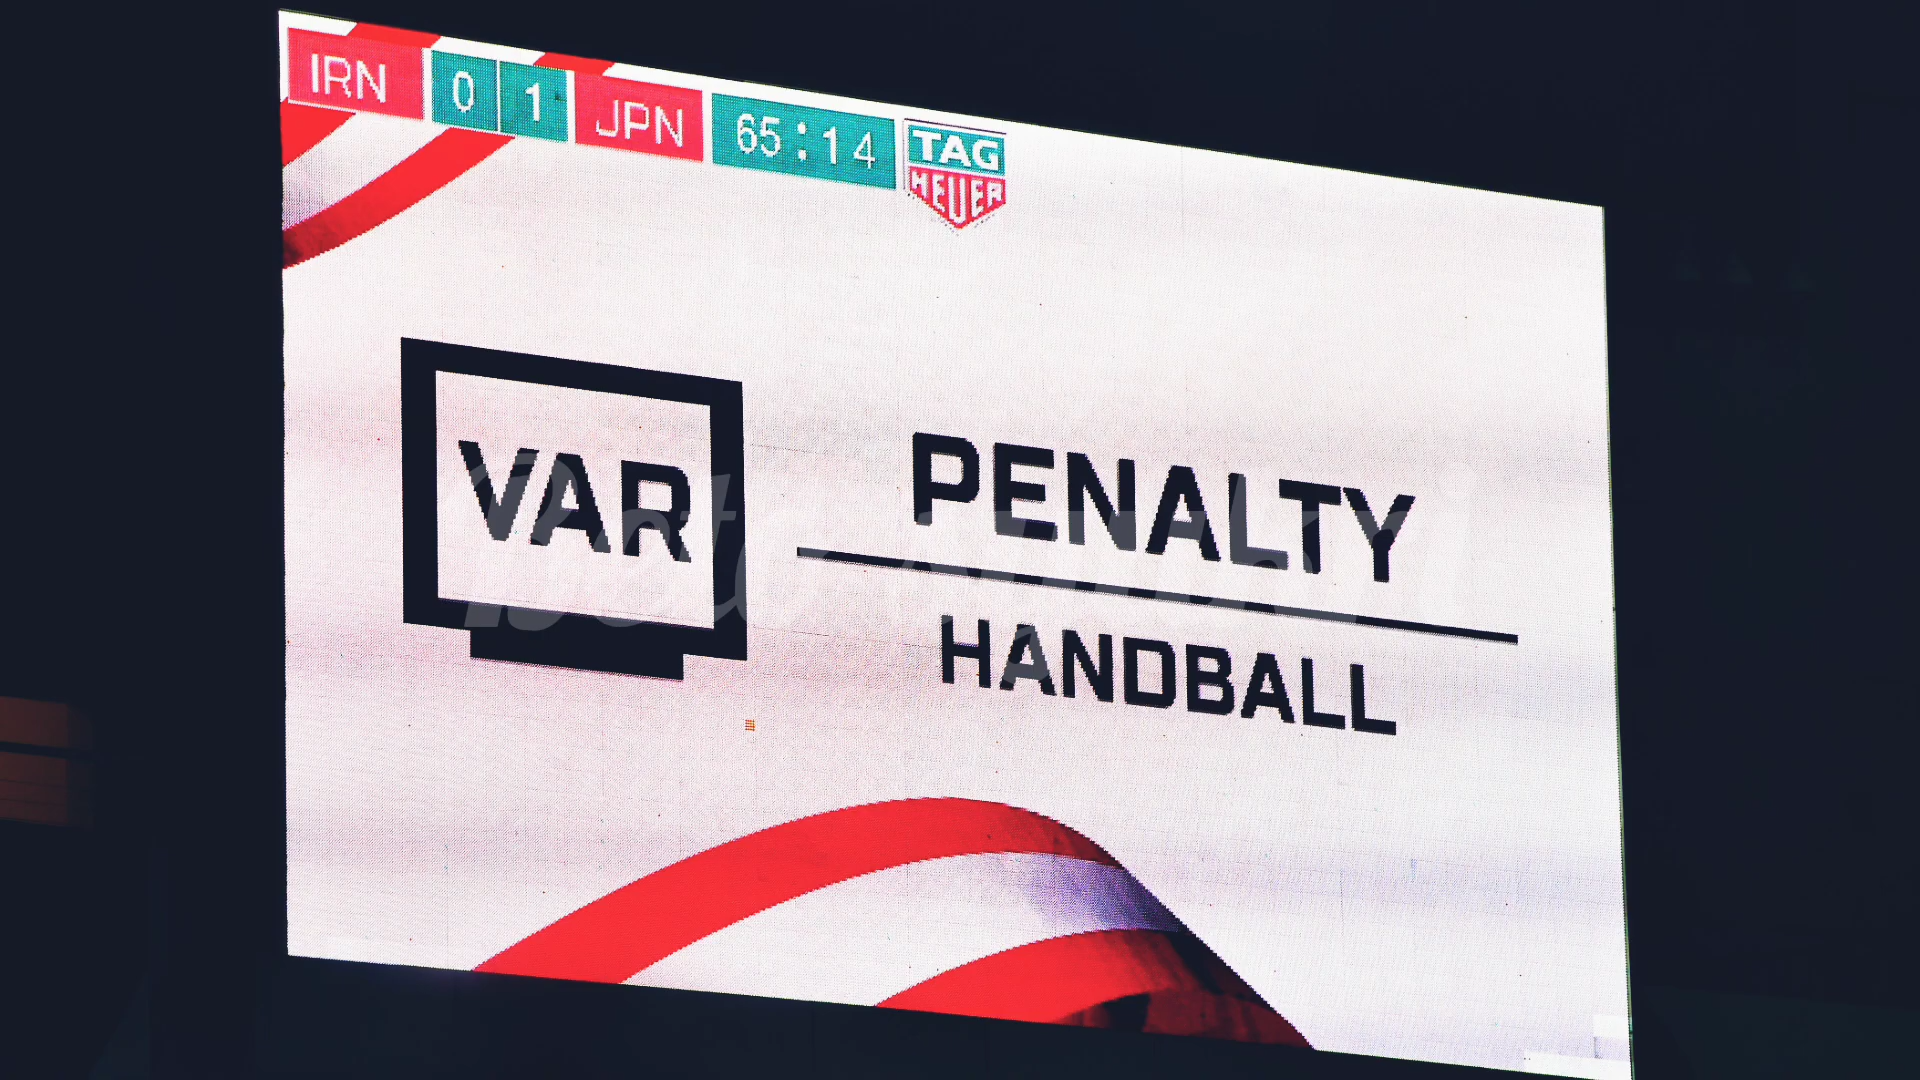 IRN 0 1 JPN 65:14 TAG HEUER
VAR
PENALTY
HANDBALL